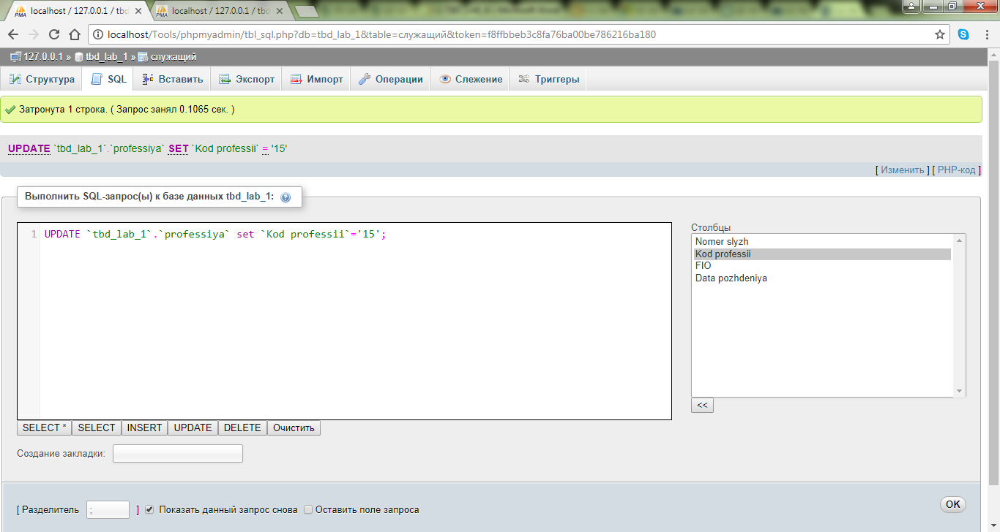 localhost / 127.0.0.1 / tbd
localhost / 127.0.0.1 / tbd
localhost/Tools/phpmyadmin/tbl_sql.php?db=tbd_lab_1&table=служащий&token=f8ffbbeb3c8fa76ba00be786216ba180
127.0.0.1 » tbd_lab_1 » служащий
Структура SQL Вставить Экспорт Импорт Операции Слежение Триггеры
Затронута 1 строка. ( Запрос занял 0.1065 сек. )
UPDATE `tbd_lab_1`.`professiya` SET `Kod professii` = '15'
[ Изменить ] [ PHP-код ]
Выполнить SQL-запрос(ы) к базе данных tbd_lab_1:
1 UPDATE `tbd_lab_1`.`professiya` set `Kod professii`='15';
Столбцы
Nomer slyzh
Kod professii
FIO
Data pozhdeniya
<<
SELECT * SELECT INSERT UPDATE DELETE Очистить
Создание закладки:
[ Разделитель ; ] Показать данный запрос снова Оставить поле запроса
OK